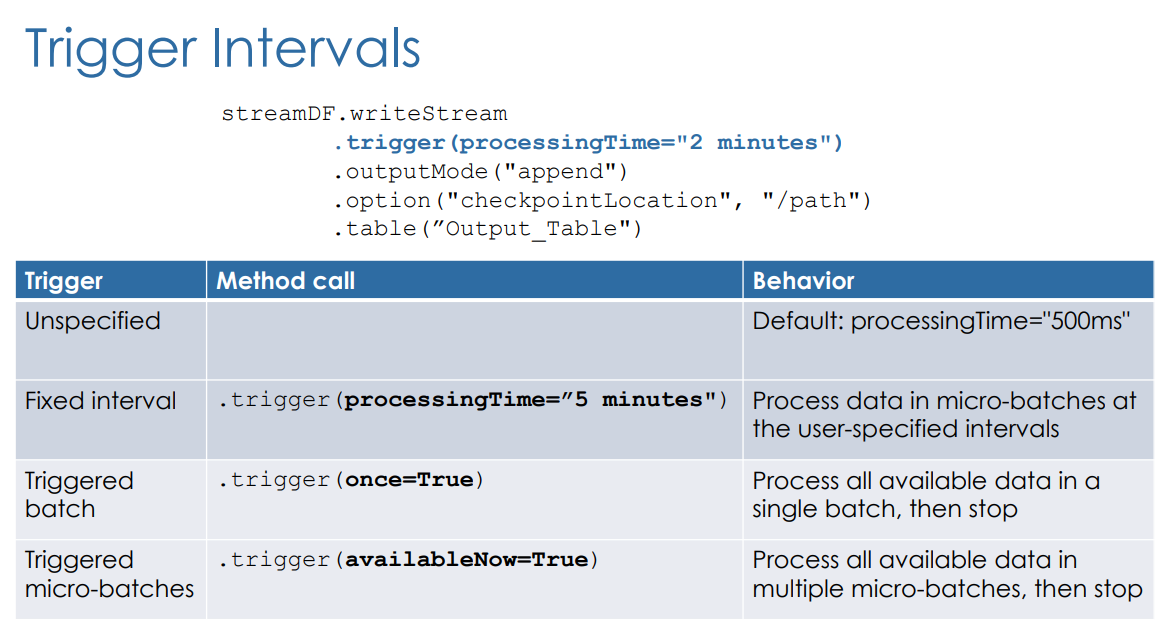 Trigger Intervals
streamDF.writeStream
.trigger(processingTime="2 minutes")
.outputMode("append")
.option("checkpointLocation", "/path")
.table(”Output_Table")
Trigger Method call Behavior
Unspecified Default: processingTime="500ms"
Fixed interval .trigger(processingTime=”5 minutes") Process data in micro-batches at
the user-specified intervals
Triggered .trigger(once=True) Process all available data in a
batch single batch, then stop
Triggered .trigger(availableNow=True) Process all available data in
micro-batches multiple micro-batches, then stop